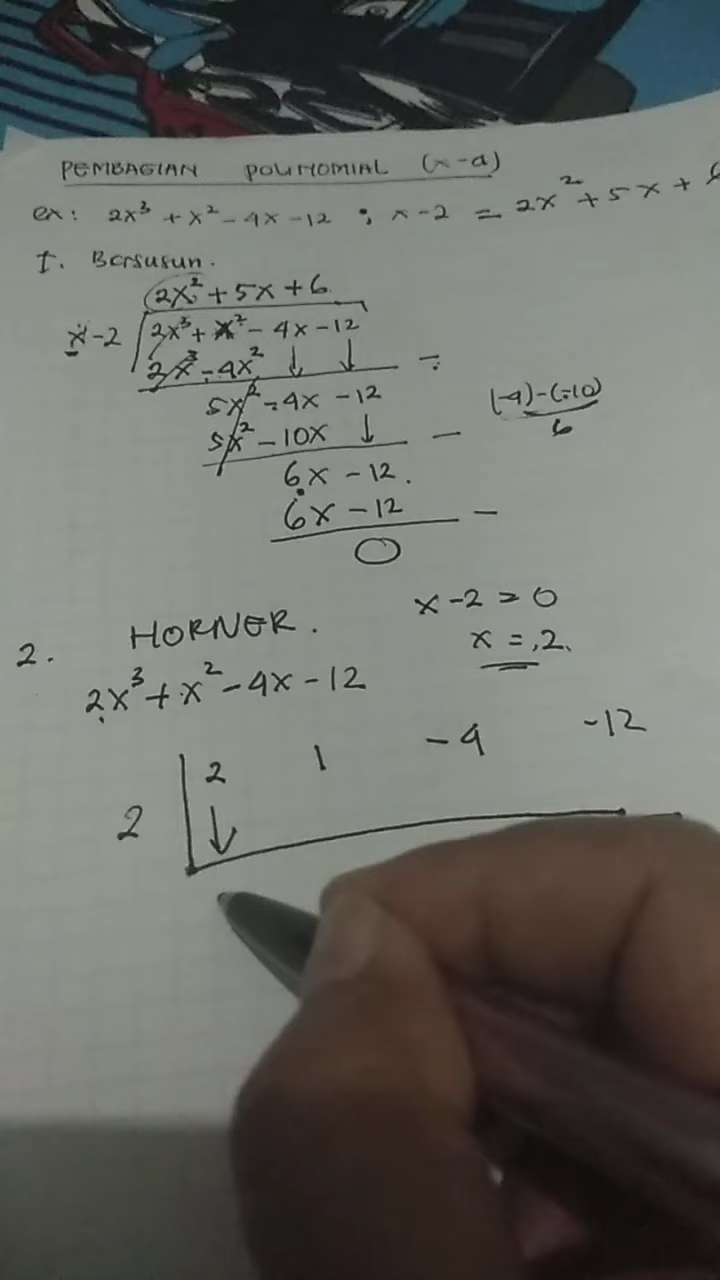 PEMBAGIAN POLINOMIAL (x-a)
ex: 2x³ + x² - 4x - 12 : x - 2 = 2x² + 5x + 6
I. Bersusun.
2x² + 5x + 6
x - 2 2x³ + x² - 4x - 12
2x³ - 4x² -
5x² - 4x - 12
(-4) - (-10)
5x² - 10x -
6
6x - 12.
6x - 12 -
0
2. HORNER.
x - 2 = 0
x = 2
2x³ + x² - 4x - 12
2 1 -4 -12
2